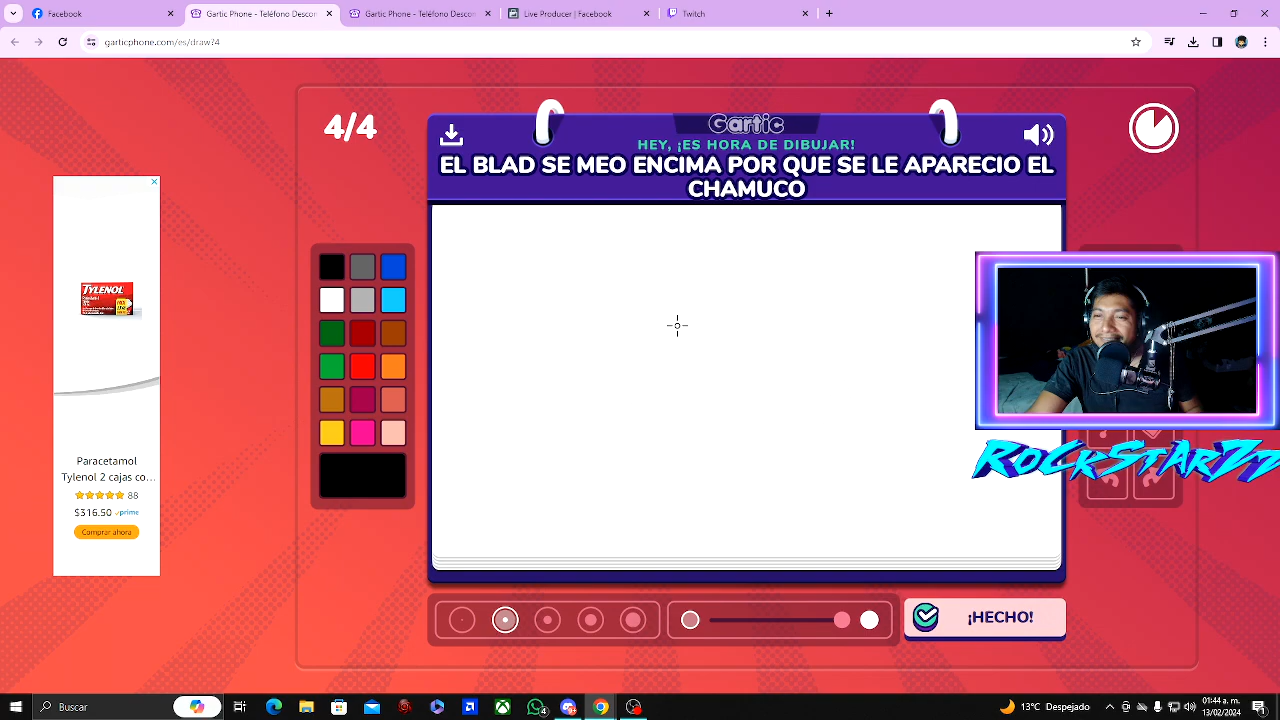 Facebook
Gartic Phone - Teléfono Descon
Gartic Phone - Teléfono Descon
Live Producer | Facebook
Twitch
garticphone.com/es/draw?4
4/4
Gartic
HEY, ¡ES HORA DE DIBUJAR!
EL BLAD SE MEO ENCIMA POR QUE SE LE APARECIO EL
CHAMUCO
TYLENOL
Paracetamol
Tylenol 2 cajas co...
88
$316.50 prime
Comprar ahora
RoCkStArZz
¡HECHO!
Buscar
4
13°C Despejado
01:44 a. m.
13/02/2024